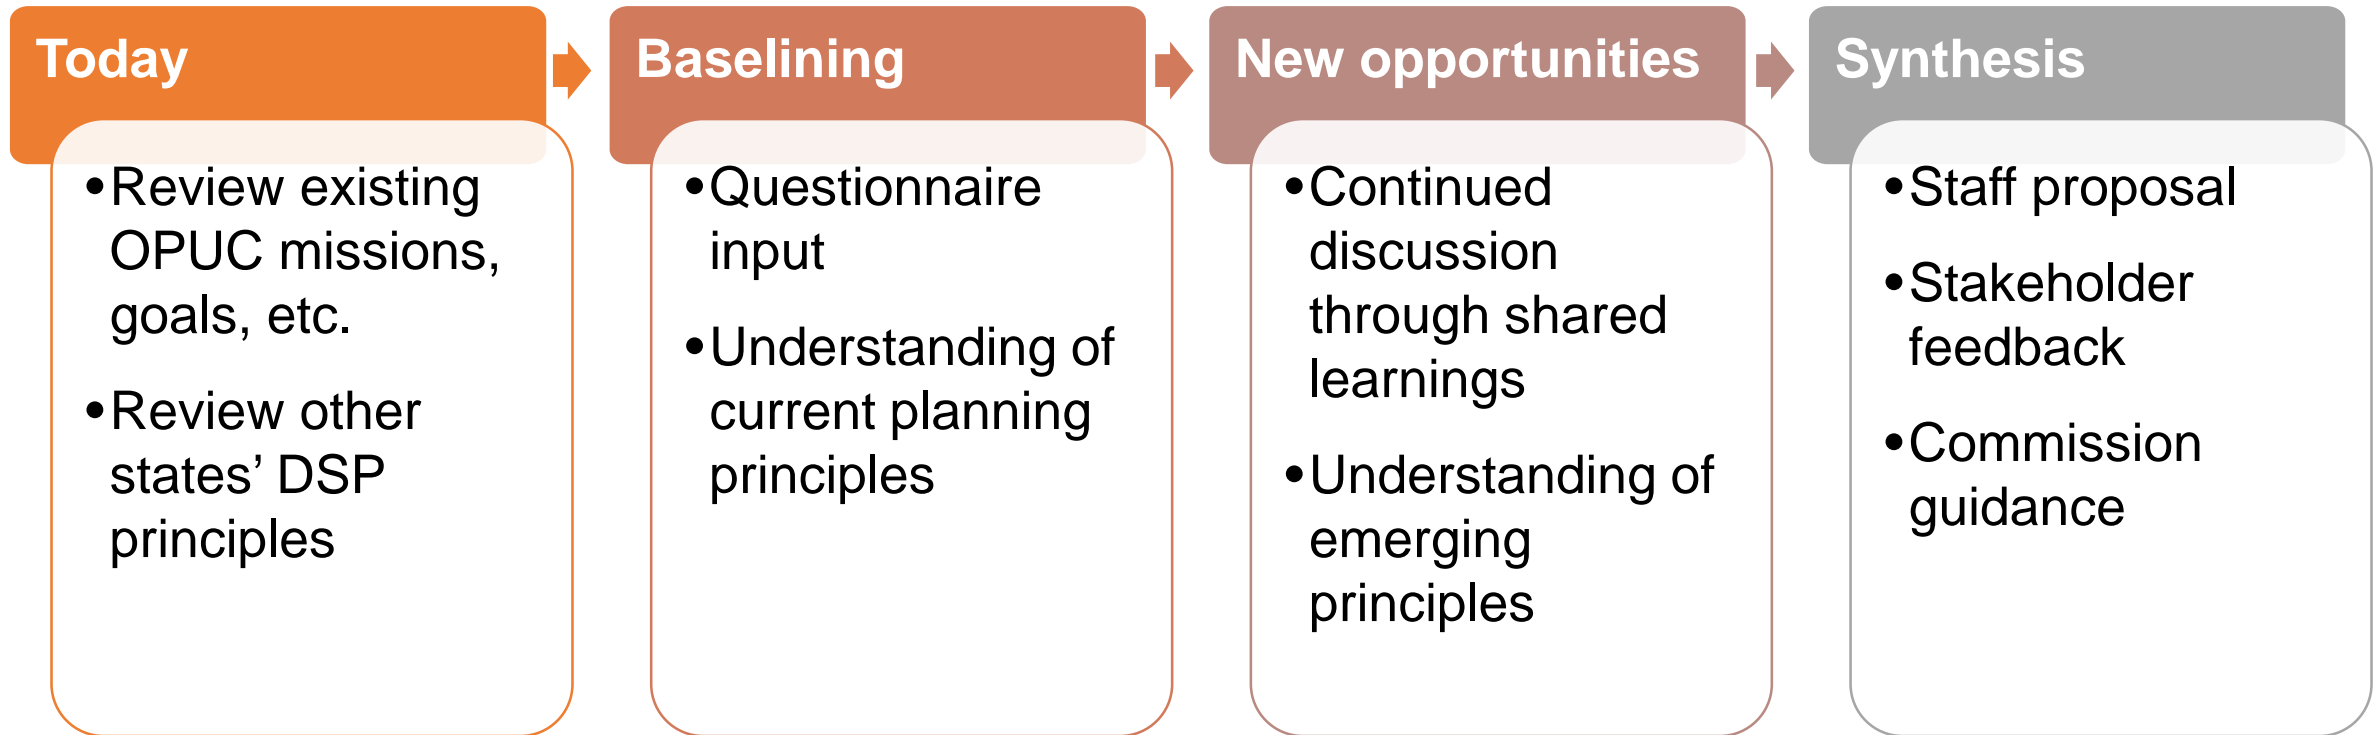 Today
•Review existing
OPUC missions,
goals, etc.
•Review other
states’ DSP
principles
Baselining
•Questionnaire
input
•Understanding of
current planning
principles
New opportunities
•Continued
discussion
through shared
learnings
•Understanding of
emerging
principles
Synthesis
•Staff proposal
•Stakeholder
feedback
•Commission
guidance